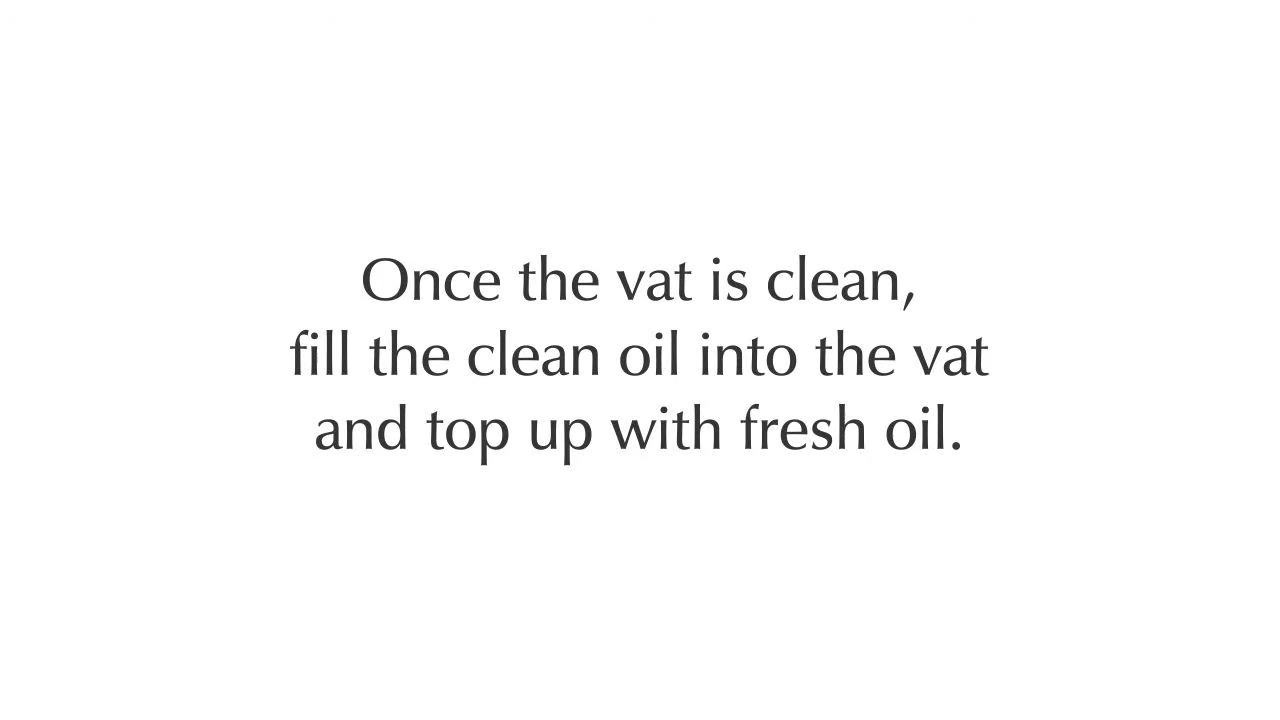 Once the vat is clean,
fill the clean oil into the vat
and top up with fresh oil.